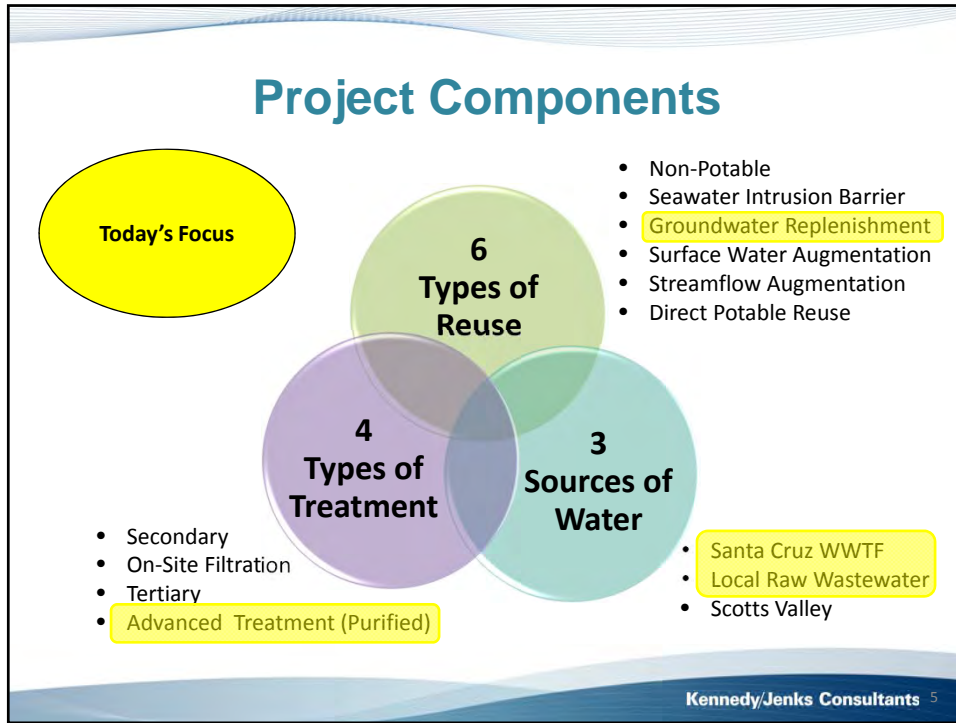 Project Components
Today's Focus
6
Types of
Reuse
• Non-Potable
• Seawater Intrusion Barrier
• Groundwater Replenishment
• Surface Water Augmentation
• Streamflow Augmentation
• Direct Potable Reuse
4
Types of
Treatment
3
Sources of
Water
• Secondary
• On-Site Filtration
• Tertiary
• Advanced Treatment (Purified)
• Santa Cruz WWTF
• Local Raw Wastewater
• Scotts Valley
Kennedy/Jenks Consultants 5